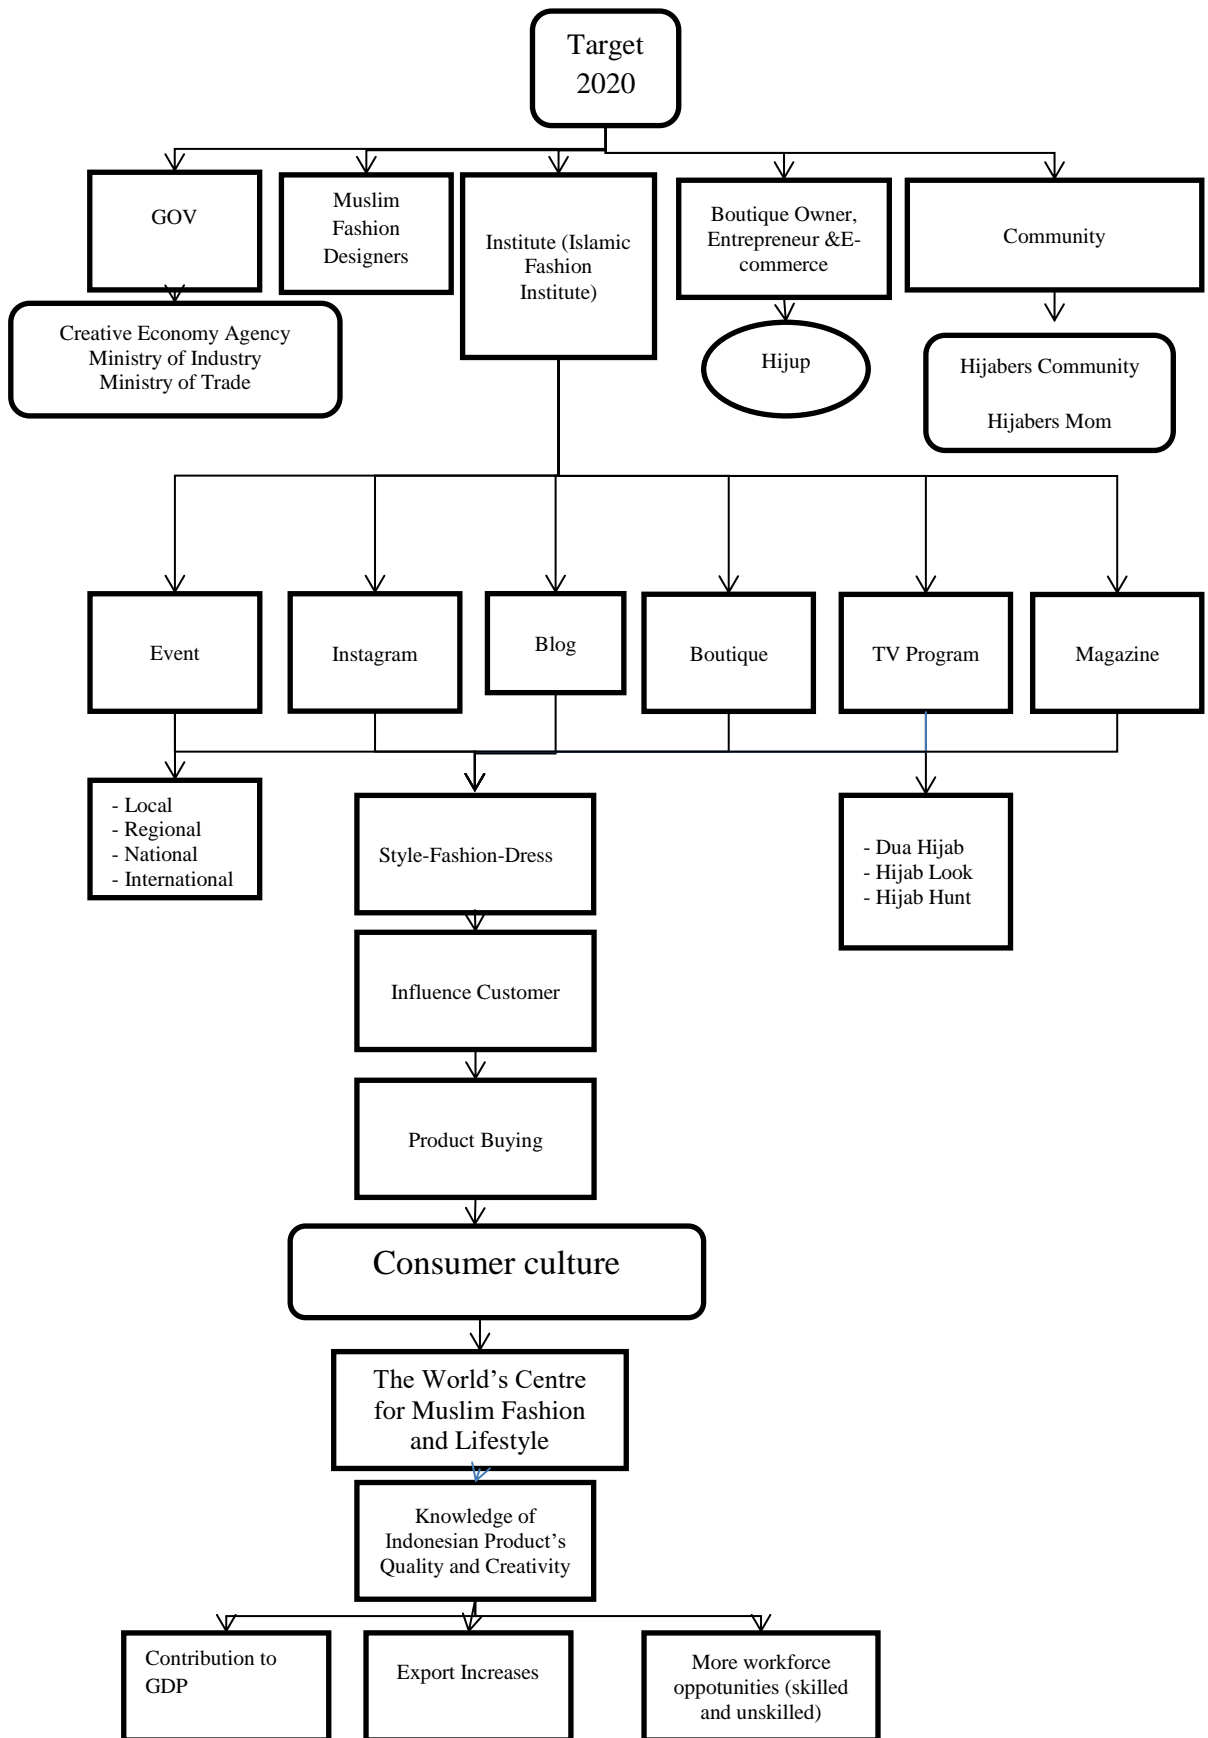 Target
2020
GOV
Muslim
Fashion
Designers
Institute (Islamic
Fashion
Institute)
Boutique Owner,
Entrepreneur &E-
commerce
Community
Creative Economy Agency
Ministry of Industry
Ministry of Trade
Hijup
Hijabers Community
Hijabers Mom
Event
Instagram
Blog
Boutique
TV Program
Magazine
- Local
- Regional
- National
- International
Style-Fashion-Dress
- Dua Hijab
- Hijab Look
- Hijab Hunt
Influence Customer
Product Buying
Consumer culture
The World’s Centre
for Muslim Fashion
and Lifestyle
Knowledge of
Indonesian Product’s
Quality and Creativity
Contribution to
GDP
Export Increases
More workforce
oppotunities (skilled
and unskilled)